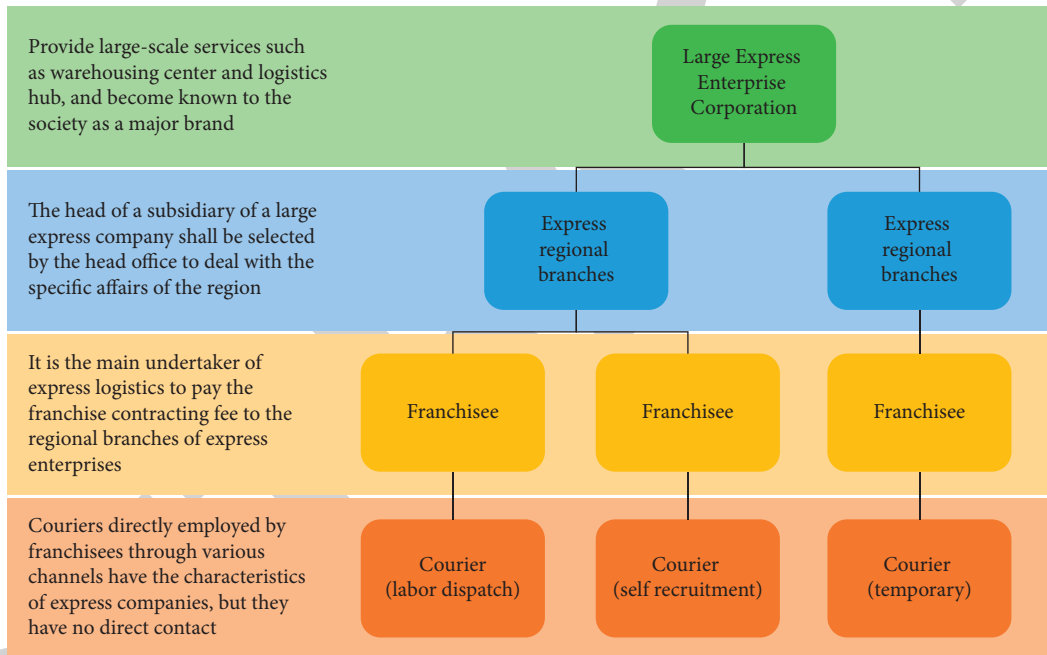 Provide large-scale services such
as warehousing center and logistics
hub, and become known to the
society as a major brand
Large Express
Enterprise
Corporation
The head of a subsidiary of a large
express company shall be selected
by the head office to deal with the
specific affairs of the region
Express
regional
branches
Express
regional
branches
It is the main undertaker of
express logistics to pay the
franchise contracting fee to the
regional branches of express
enterprises
Franchisee
Franchisee
Franchisee
Couriers directly employed by
franchisees through various
channels have the characteristics
of express companies, but they
have no direct contact
Courier
(labor dispatch)
Courier
(self recruitment)
Courier
(temporary)